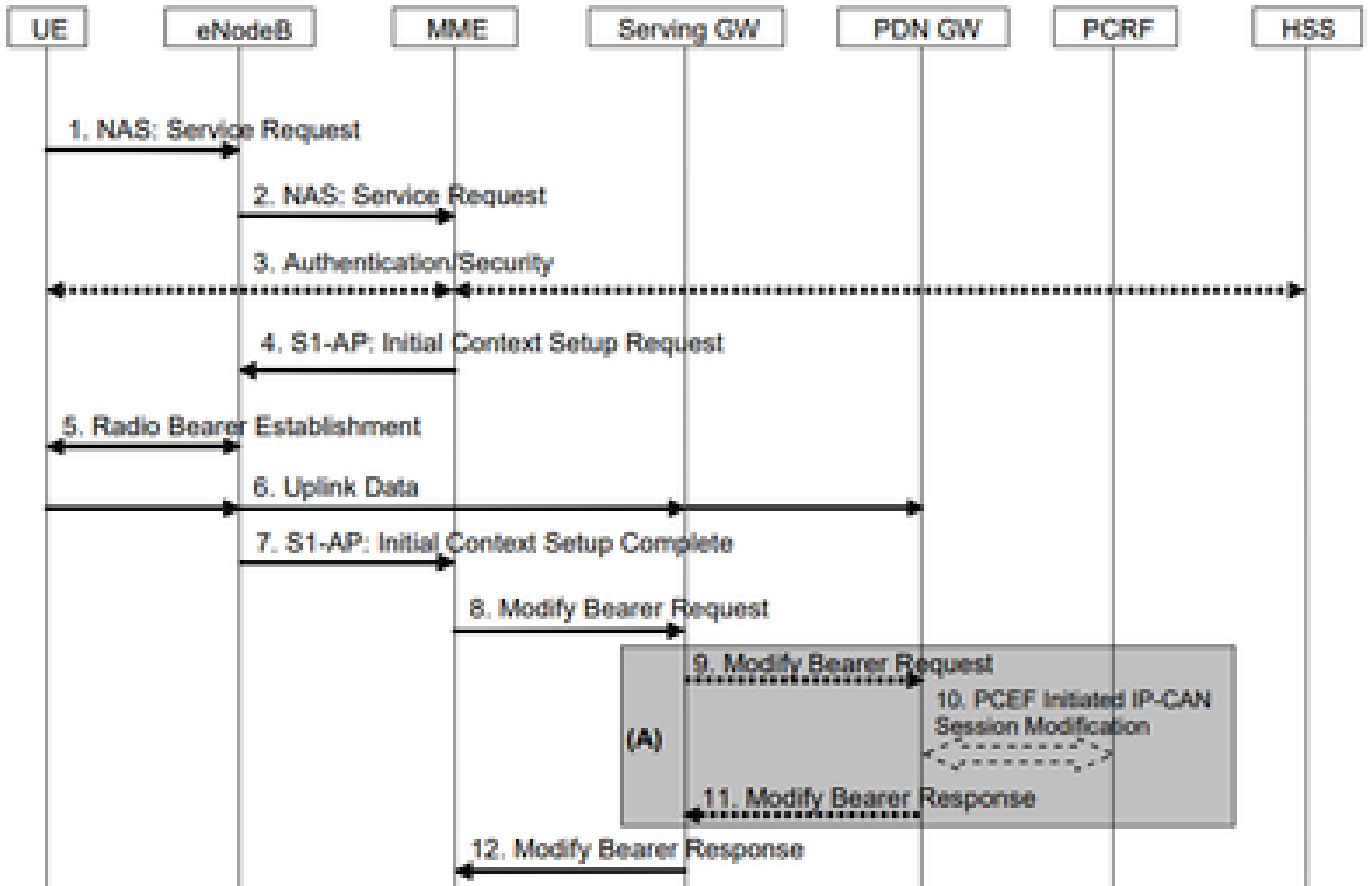 UE eNodeB MME Serving GW PDN GW PCRF HSS
1. NAS: Service Request
2. NAS: Service Request
3. Authentication/Security
4. S1-AP: Initial Context Setup Request
5. Radio Bearer Establishment
6. Uplink Data
7. S1-AP: Initial Context Setup Complete
8. Modify Bearer Request
9. Modify Bearer Request
10. PCEF Initiated IP-CAN
Session Modification
(A)
11. Modify Bearer Response
12. Modify Bearer Response